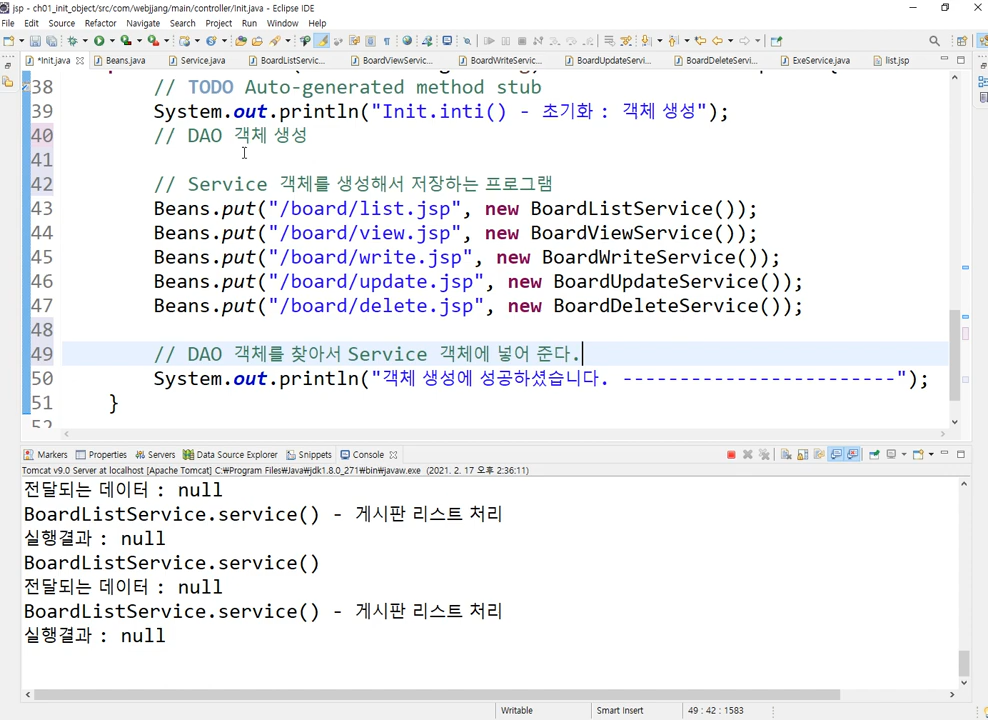 jsp - ch01_init_object/src/com/webjjang/main/controller/Init.java - Eclipse IDE
File Edit Source Refactor Navigate Search Project Run Window Help
*Init.java Beans.java Service.java BoardListServic... BoardViewServic... BoardWriteServic... BoardUpdateServi... BoardDeleteServi... ExeService.java list.jsp
38 // TODO Auto-generated method stub
39 System.out.println("Init.inti() - 초기화 : 객체 생성");
40 // DAO 객체 생성
41
42 // Service 객체를 생성해서 저장하는 프로그램
43 Beans.put("/board/list.jsp", new BoardListService());
44 Beans.put("/board/view.jsp", new BoardViewService());
45 Beans.put("/board/write.jsp", new BoardWriteService());
46 Beans.put("/board/update.jsp", new BoardUpdateService());
47 Beans.put("/board/delete.jsp", new BoardDeleteService());
48
49 // DAO 객체를 찾아서 Service 객체에 넣어 준다.
50 System.out.println("객체 생성에 성공하셨습니다. ------------------------");
51 }
52
Markers Properties Servers Data Source Explorer Snippets Console
Tomcat v9.0 Server at localhost [Apache Tomcat] C:₩Program Files₩Java₩jdk1.8.0_271₩bin₩javaw.exe (2021. 2. 17 오후 2:36:11)
전달되는 데이터 : null
BoardListService.service() - 게시판 리스트 처리
실행결과 : null
BoardListService.service()
전달되는 데이터 : null
BoardListService.service() - 게시판 리스트 처리
실행결과 : null
Writable Smart Insert 49 : 42 : 1583